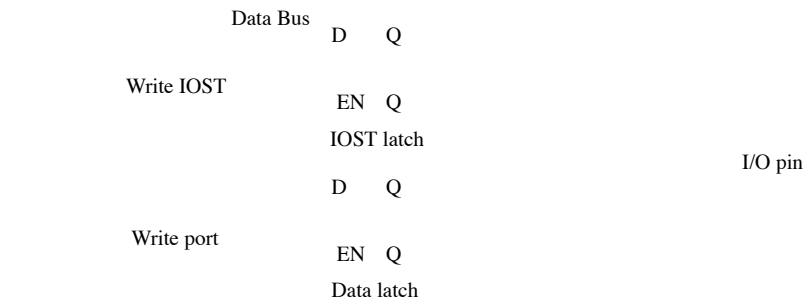 Data Bus
D Q
Write IOST
EN Q
IOST latch
I/O pin
D Q
Write port
EN Q
Data latch